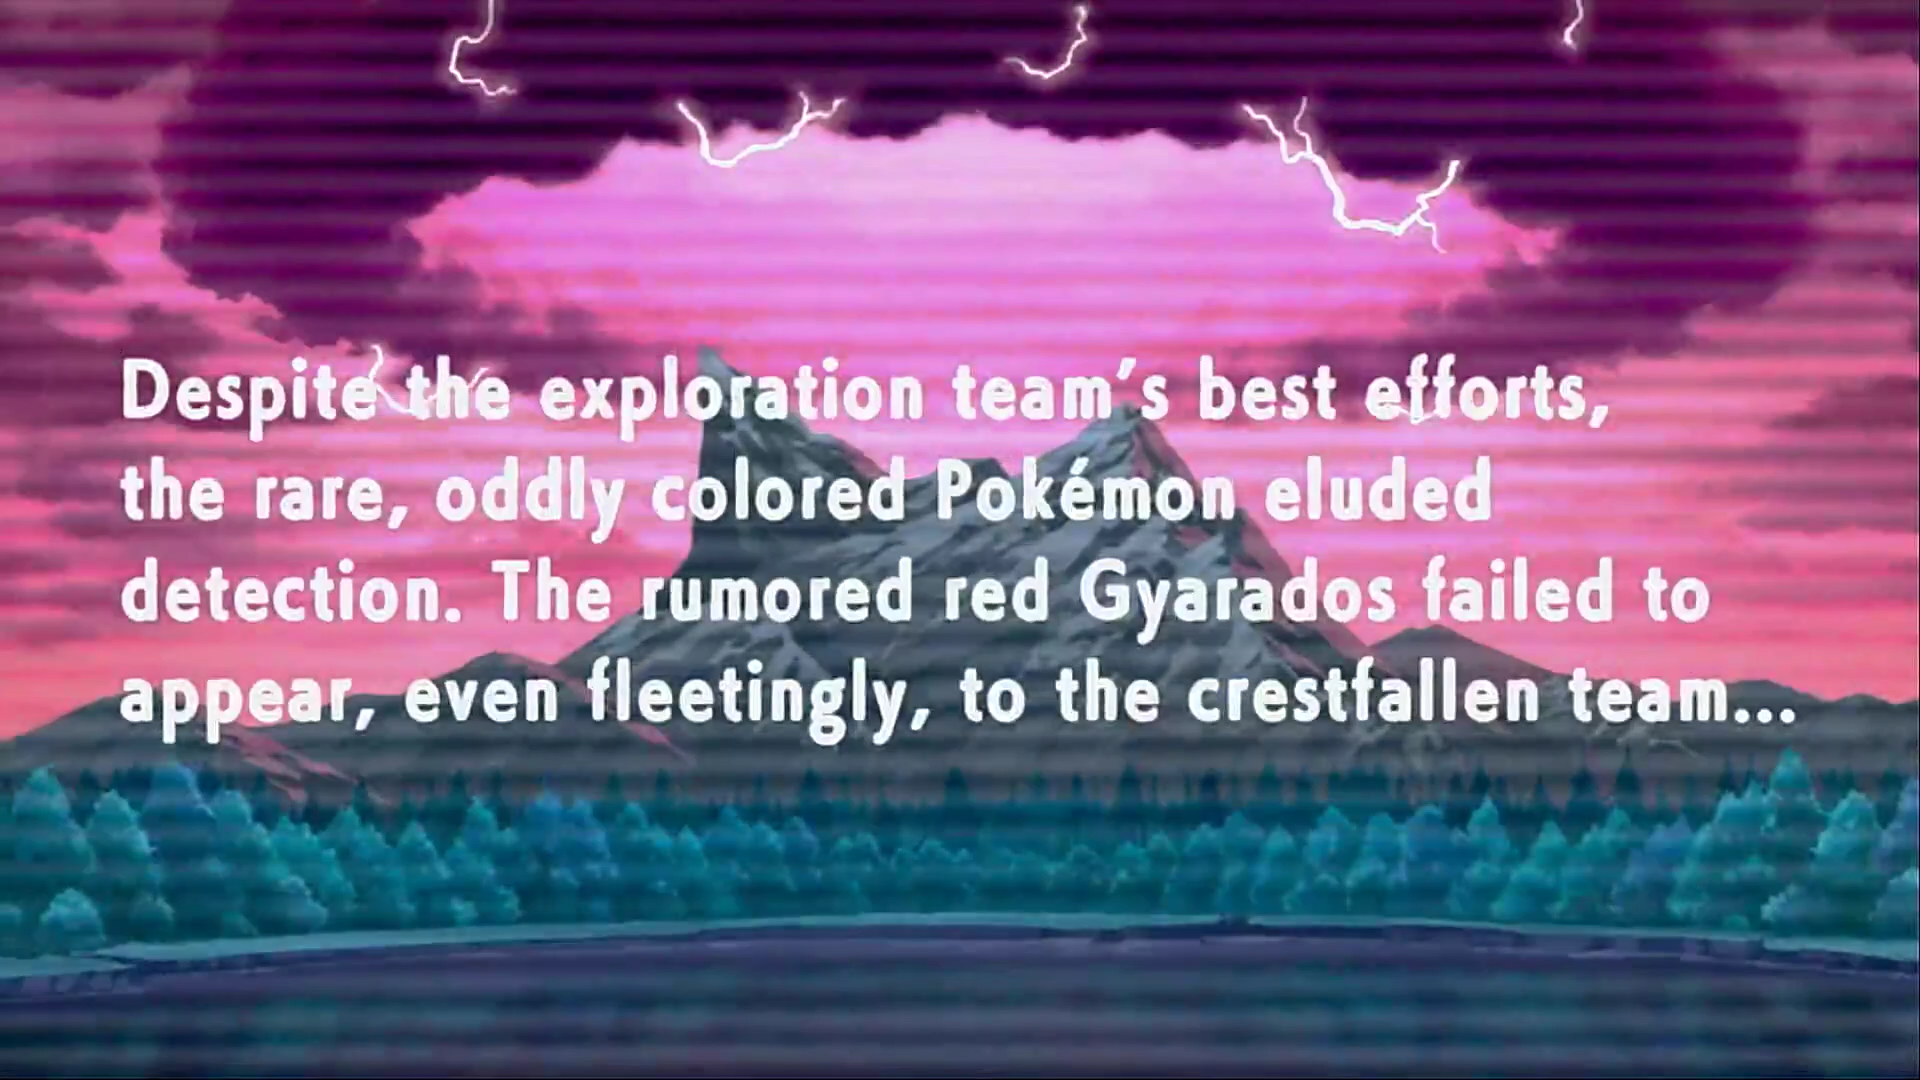 Despite the exploration team's best efforts,
the rare, oddly colored Pokémon eluded
detection. The rumored red Gyarados failed to
appear, even fleetingly, to the crestfallen team...